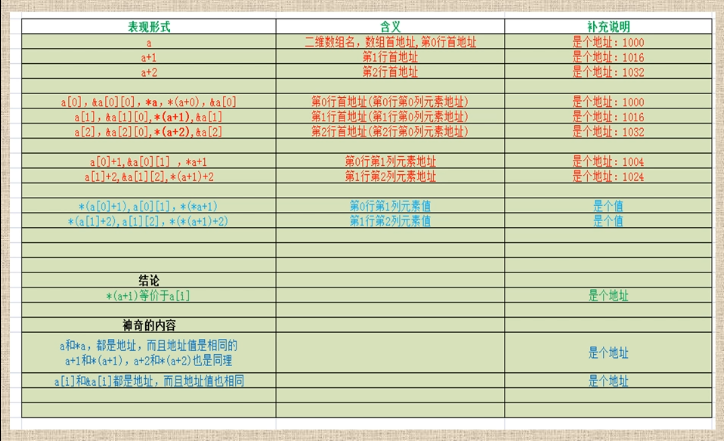 表现形式 含义 补充说明
a 二维数组名，数组首地址,第0行首地址 是个地址：1000
a+1 第1行首地址 是个地址：1016
a+2 第2行首地址 是个地址：1032
a[0]，&a[0][0]，*a，*(a+0)，&a[0] 第0行首地址(第0行第0列元素地址) 是个地址：1000
a[1]，&a[1][0],*(a+1),&a[1] 第1行首地址(第1行第0列元素地址) 是个地址：1016
a[2]，&a[2][0],*(a+2),&a[2] 第2行首地址(第2行第0列元素地址) 是个地址：1032
a[0]+1,&a[0][1] ，*a+1 第0行第1列元素地址 是个地址：1004
a[1]+2,&a[1][2],*(a+1)+2 第1行第2列元素地址 是个地址：1024
*(a[0]+1),a[0][1]，*(*a+1) 第0行第1列元素值 是个值
*(a[1]+2),a[1][2]，*(*(a+1)+2) 第1行第2列元素值 是个值
结论
*(a+i)等价于a[i] 是个地址
神奇的内容
a和*a，都是地址，而且地址值是相同的
a+1和*(a+1)，a+2和*(a+2)也是同理 是个地址
a[i]和&a[i]都是地址，而且地址值也相同 是个地址